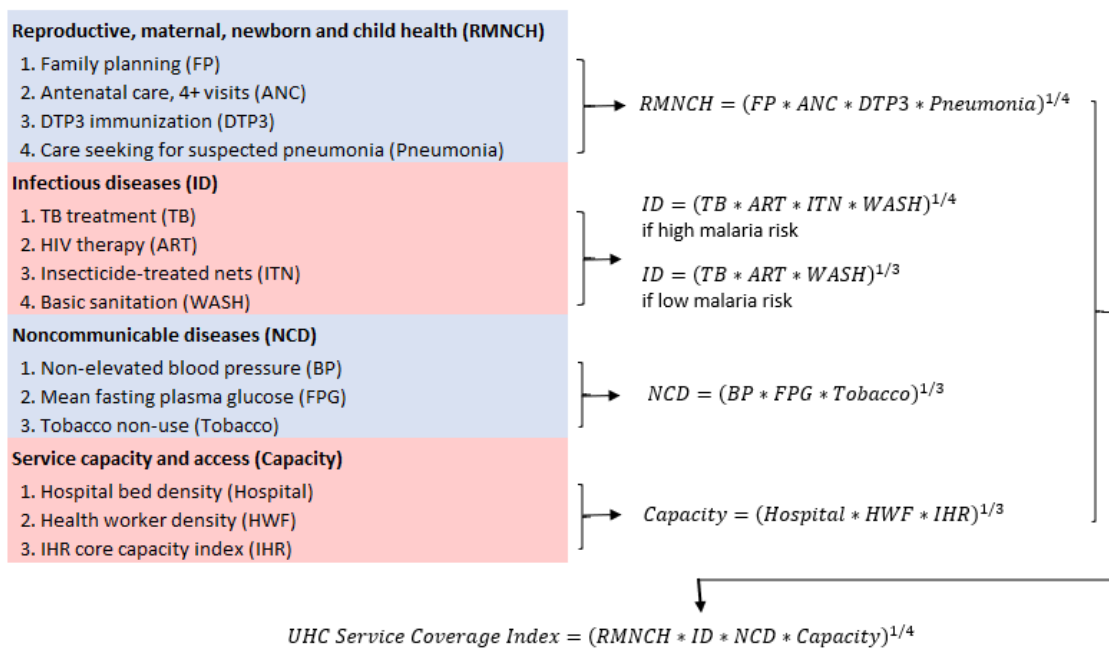 Reproductive, maternal, newborn and child health (RMNCH)
1. Family planning (FP)
2. Antenatal care, 4+ visits (ANC)
3. DTP3 immunization (DTP3)
4. Care seeking for suspected pneumonia (Pneumonia)
RMNCH = (FP * ANC * DTP3 * Pneumonia)^{1/4}
Infectious diseases (ID)
1. TB treatment (TB)
2. HIV therapy (ART)
3. Insecticide-treated nets (ITN)
4. Basic sanitation (WASH)
ID = (TB * ART * ITN * WASH)^{1/4}
if high malaria risk
ID = (TB * ART * WASH)^{1/3}
if low malaria risk
Noncommunicable diseases (NCD)
1. Non-elevated blood pressure (BP)
2. Mean fasting plasma glucose (FPG)
3. Tobacco non-use (Tobacco)
NCD = (BP * FPG * Tobacco)^{1/3}
Service capacity and access (Capacity)
1. Hospital bed density (Hospital)
2. Health worker density (HWF)
3. IHR core capacity index (IHR)
Capacity = (Hospital * HWF * IHR)^{1/3}
UHC Service Coverage Index = (RMNCH * ID * NCD * Capacity)^{1/4}